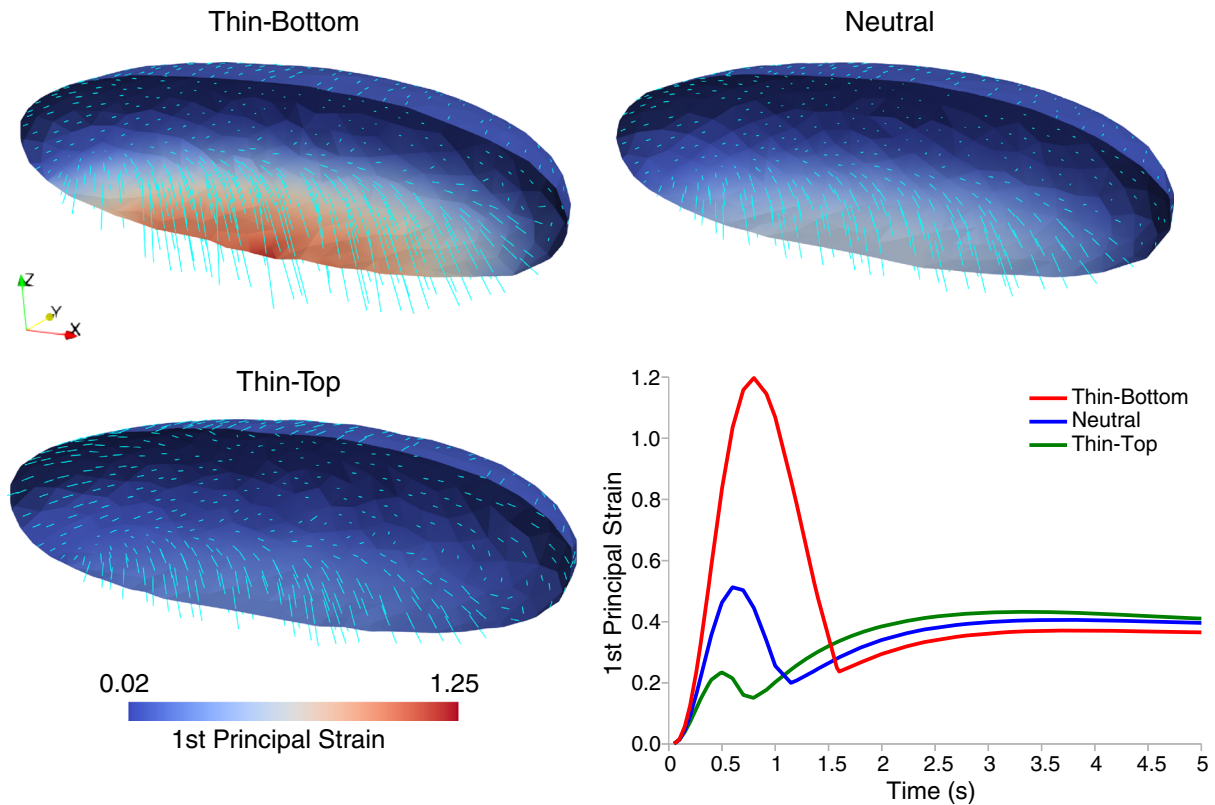 Thin-Bottom
Neutral
Z
Y
X
Thin-Top
0.02 1.25
1st Principal Strain
1st Principal Strain
1.2
1.0
0.8
0.6
0.4
0.2
0.0
Thin-Bottom
Neutral
Thin-Top
0 0.5 1 1.5 2 2.5 3 3.5 4 4.5 5
Time (s)